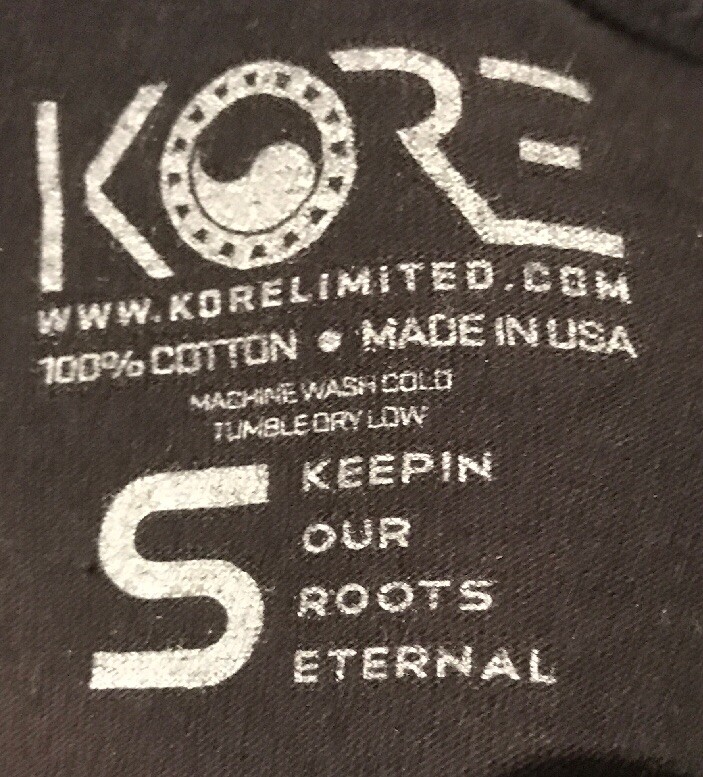 KORE
WWW.KORELIMITED.COM
100% COTTON • MADE IN USA
MACHINE WASH COLD
TUMBLE DRY LOW
S
KEEPIN
OUR
ROOTS
ETERNAL